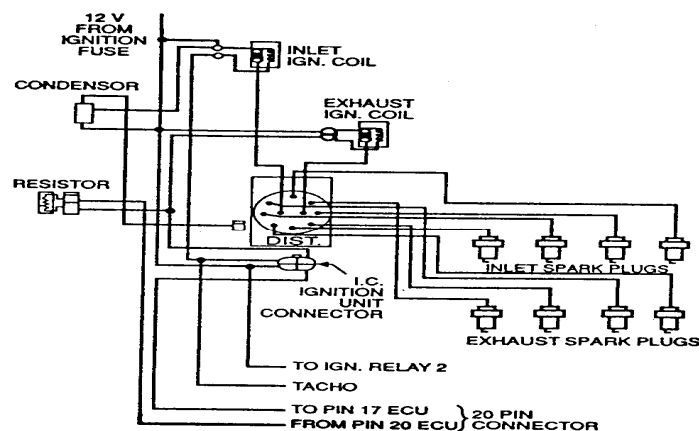 12 V
FROM
IGNITION
FUSE
INLET
IGN. COIL
CONDENSOR
EXHAUST
IGN. COIL
RESISTOR
DIST.
INLET SPARK PLUGS
I.C.
IGNITION
UNIT
CONNECTOR
EXHAUST SPARK PLUGS
TO IGN. RELAY 2
TACHO
TO PIN 17 ECU
FROM PIN 20 ECU
20 PIN
CONNECTOR